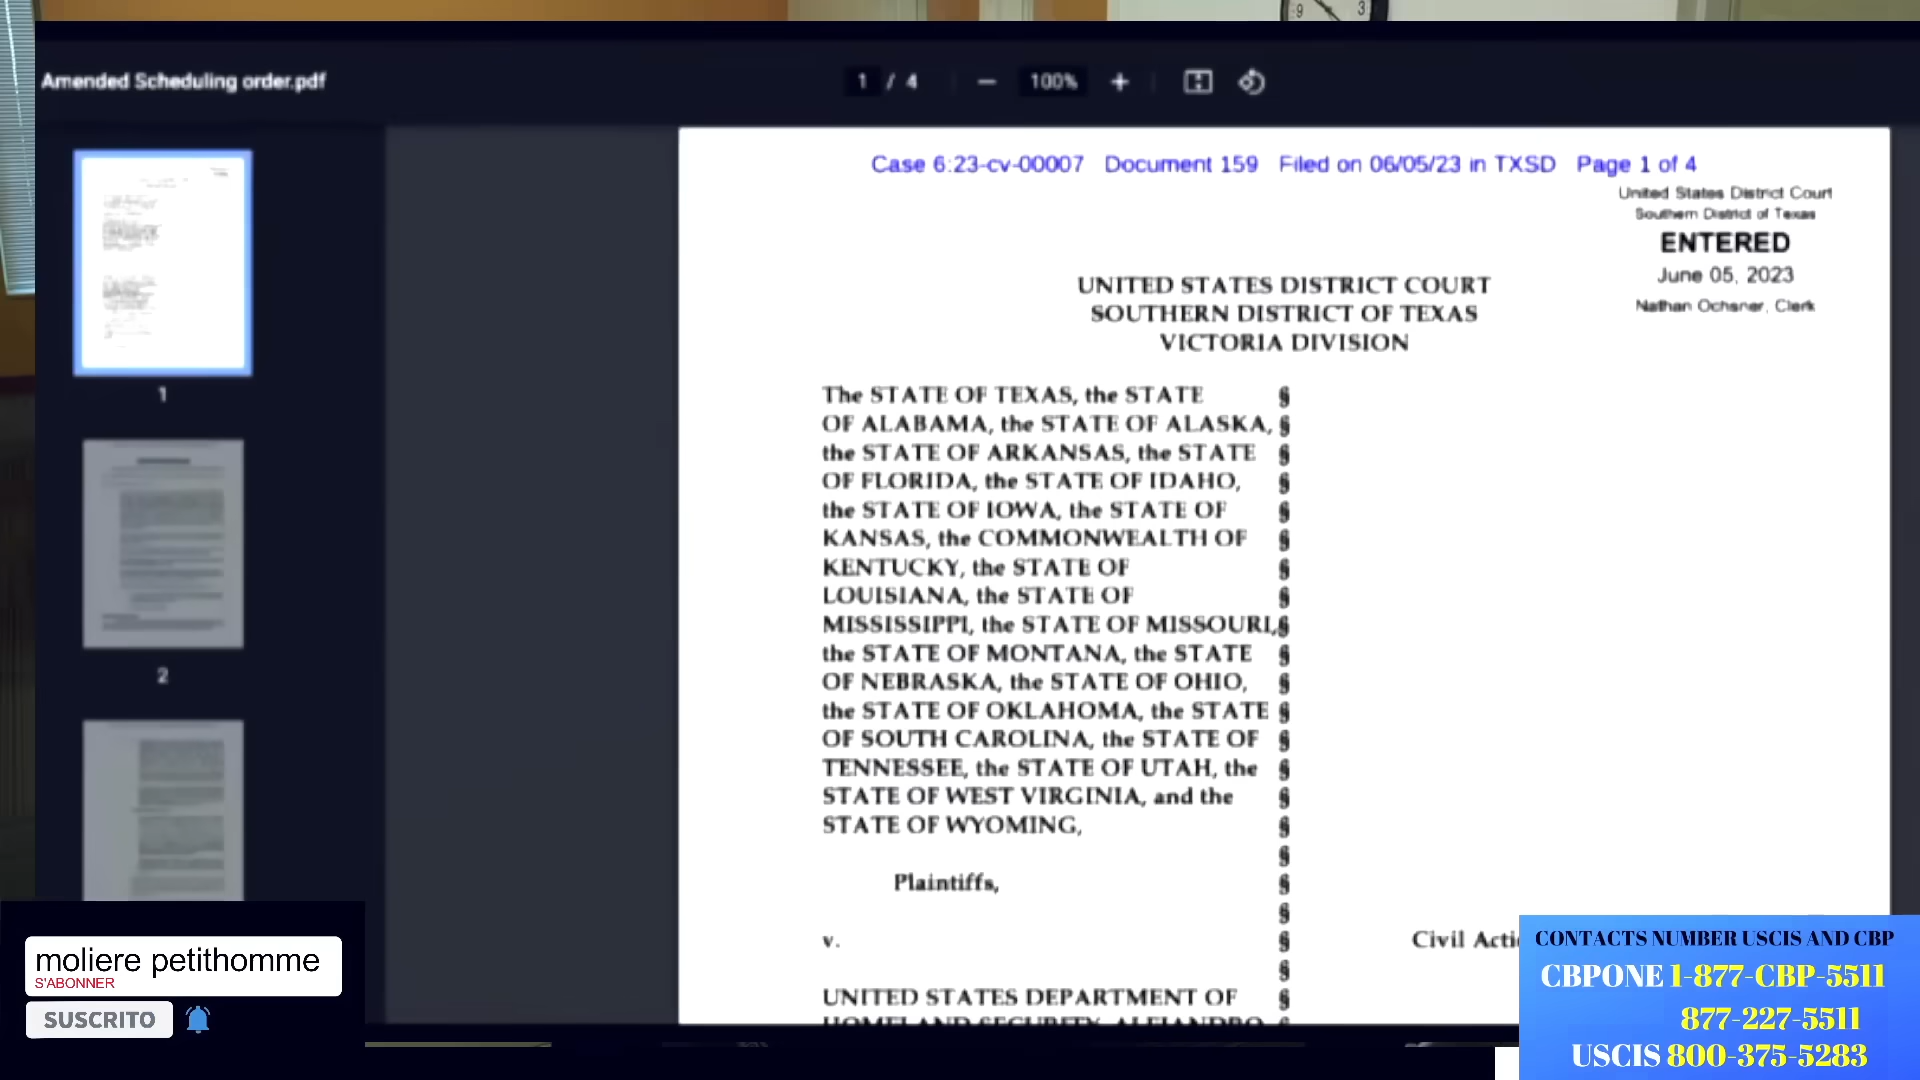 9
3
Amended Scheduling order.pdf
1 / 4
100%
Case 6:23-cv-00007 Document 159 Filed on 06/05/23 in TXSD Page 1 of 4
United States District Court
Southern District of Texas
ENTERED
June 05, 2023
Nathan Ochsner, Clerk
UNITED STATES DISTRICT COURT
SOUTHERN DISTRICT OF TEXAS
VICTORIA DIVISION
The STATE OF TEXAS, the STATE §
OF ALABAMA, the STATE OF ALASKA, §
the STATE OF ARKANSAS, the STATE §
OF FLORIDA, the STATE OF IDAHO, §
the STATE OF IOWA, the STATE OF §
KANSAS, the COMMONWEALTH OF §
KENTUCKY, the STATE OF §
LOUISIANA, the STATE OF §
MISSISSIPPI, the STATE OF MISSOURI, §
the STATE OF MONTANA, the STATE §
OF NEBRASKA, the STATE OF OHIO, §
the STATE OF OKLAHOMA, the STATE §
OF SOUTH CAROLINA, the STATE OF §
TENNESSEE, the STATE OF UTAH, the §
STATE OF WEST VIRGINIA, and the §
STATE OF WYOMING, §
§
Plaintiffs, §
§
v. § Civil Acti
§
UNITED STATES DEPARTMENT OF §
HOMELAND SECURITY, ALEJANDRO §
1
2
moliere petithomme
S'ABONNER
SUSCRITO
CONTACTS NUMBER USCIS AND CBP
CBPONE 1-877-CBP-5511
877-227-5511
USCIS 800-375-5283